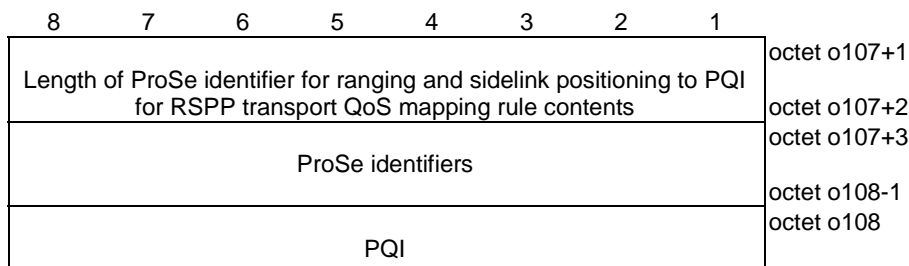 8 7 6 5 4 3 2 1
Length of ProSe identifier for ranging and sidelink positioning to PQI
for RSPP transport QoS mapping rule contents
octet o107+1
octet o107+2
ProSe identifiers
octet o107+3
octet o108-1
PQI
octet o108